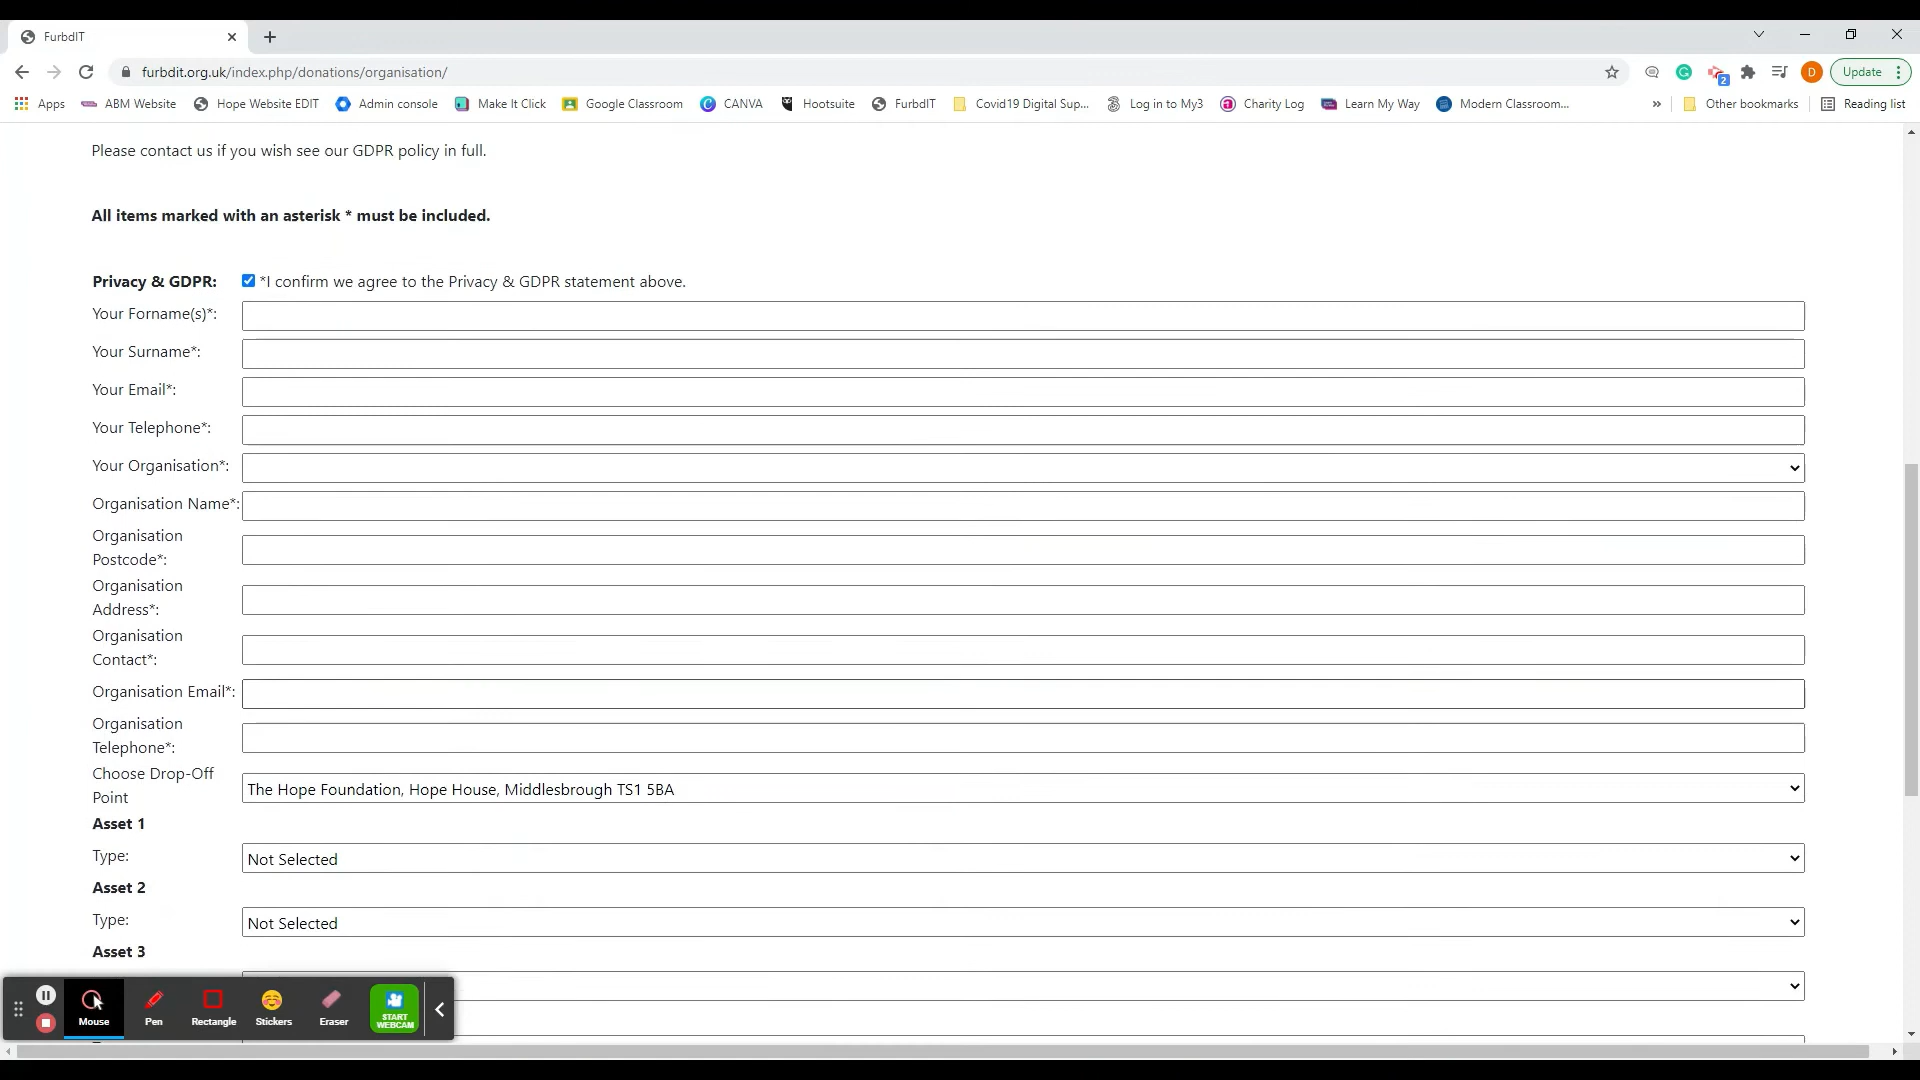 FurbdIT
furbdit.org.uk/index.php/donations/organisation/
2
D
Update
Apps ABM Website Hope Website EDIT Admin console Make It Click Google Classroom CANVA Hootsuite FurbdIT Covid19 Digital Sup... Log in to My3 Charity Log Learn My Way Modern Classroom... » Other bookmarks Reading list
Please contact us if you wish see our GDPR policy in full.
All items marked with an asterisk * must be included.
Privacy & GDPR: *I confirm we agree to the Privacy & GDPR statement above.
Your Forname(s)*:
Your Surname*:
Your Email*:
Your Telephone*:
Your Organisation*:
Organisation Name*:
Organisation
Postcode*:
Organisation
Address*:
Organisation
Contact*:
Organisation Email*:
Organisation
Telephone*:
Choose Drop-Off
Point
The Hope Foundation, Hope House, Middlesbrough TS1 5BA
Asset 1
Type:
Not Selected
Asset 2
Type:
Not Selected
Asset 3
Mouse Pen Rectangle Stickers Eraser START
WEBCAM